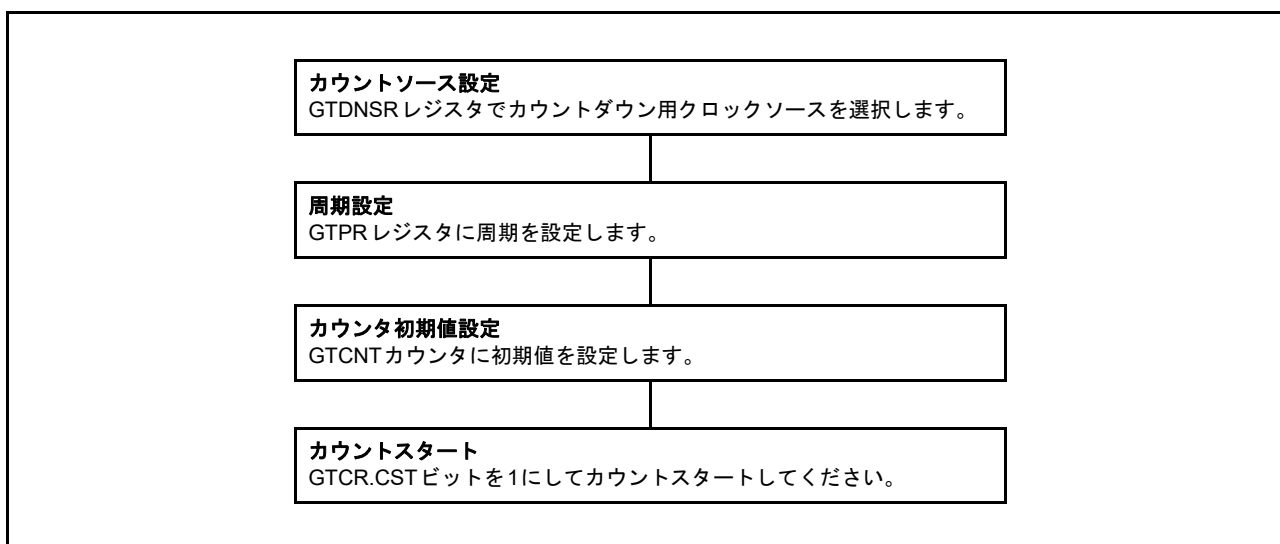 カウントソース設定
GTDNSRレジスタでカウントダウン用クロックソースを選択します。
周期設定
GTPRレジスタに周期を設定します。
カウンタ初期値設定
GTCNTカウンタに初期値を設定します。
カウントスタート
GTCR.CSTビットを1にしてカウントスタートしてください。